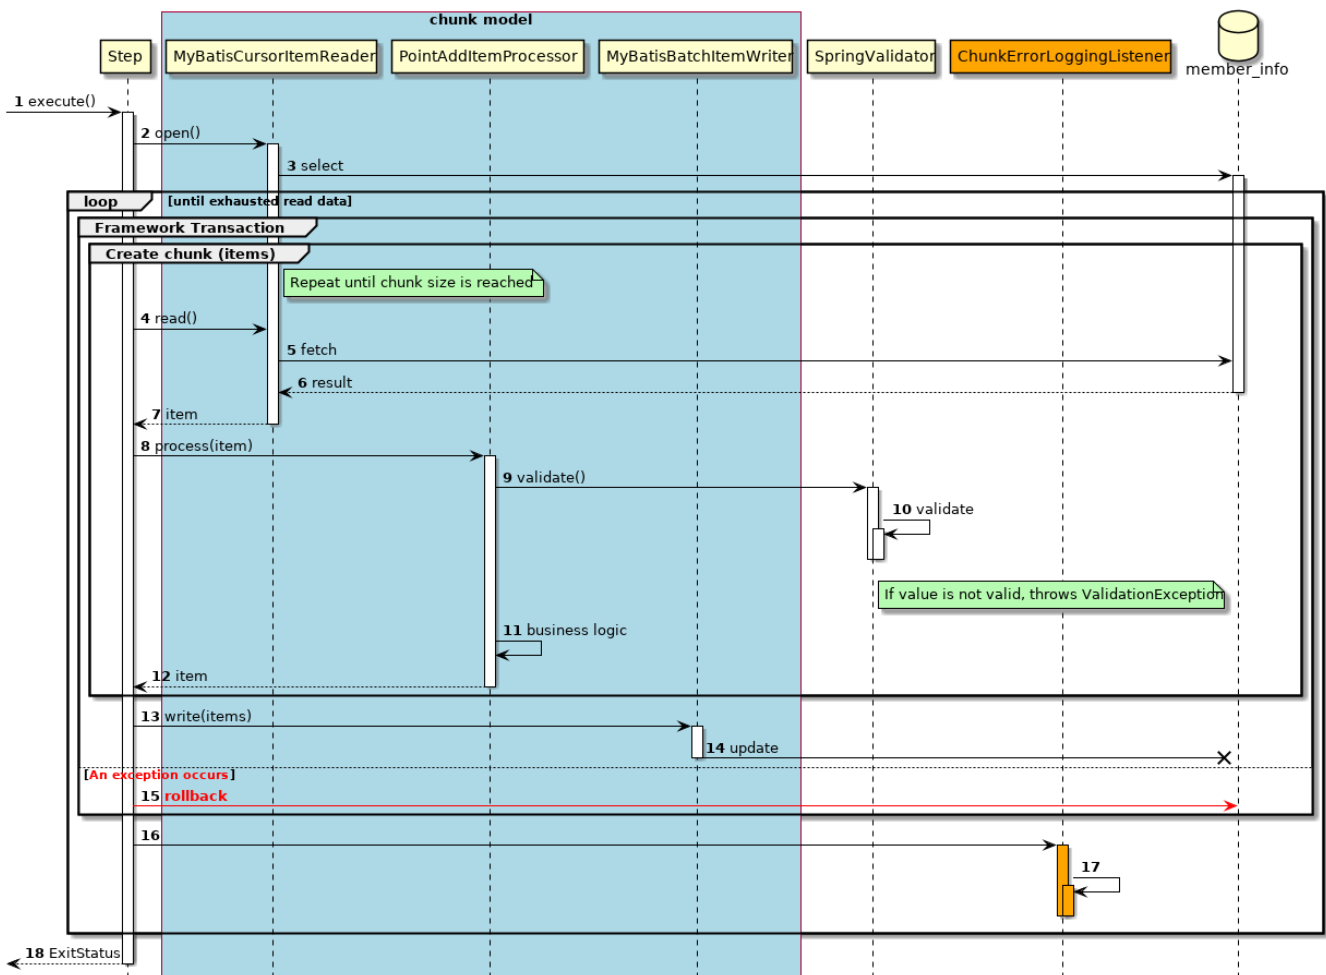 chunk model
Step
MyBatisCursorItemReader
PointAddItemProcessor
MyBatisBatchItemWriter
SpringValidator
ChunkErrorLoggingListener
member_info
1 execute()
2 open()
3 select
loop [until exhausted read data]
Framework Transaction
Create chunk (items)
Repeat until chunk size is reached
4 read()
5 fetch
6 result
7 item
8 process(item)
9 validate()
10 validate
If value is not valid, throws ValidationException
11 business logic
12 item
13 write(items)
14 update
[An exception occurs]
15 rollback
16
17
18 ExitStatus